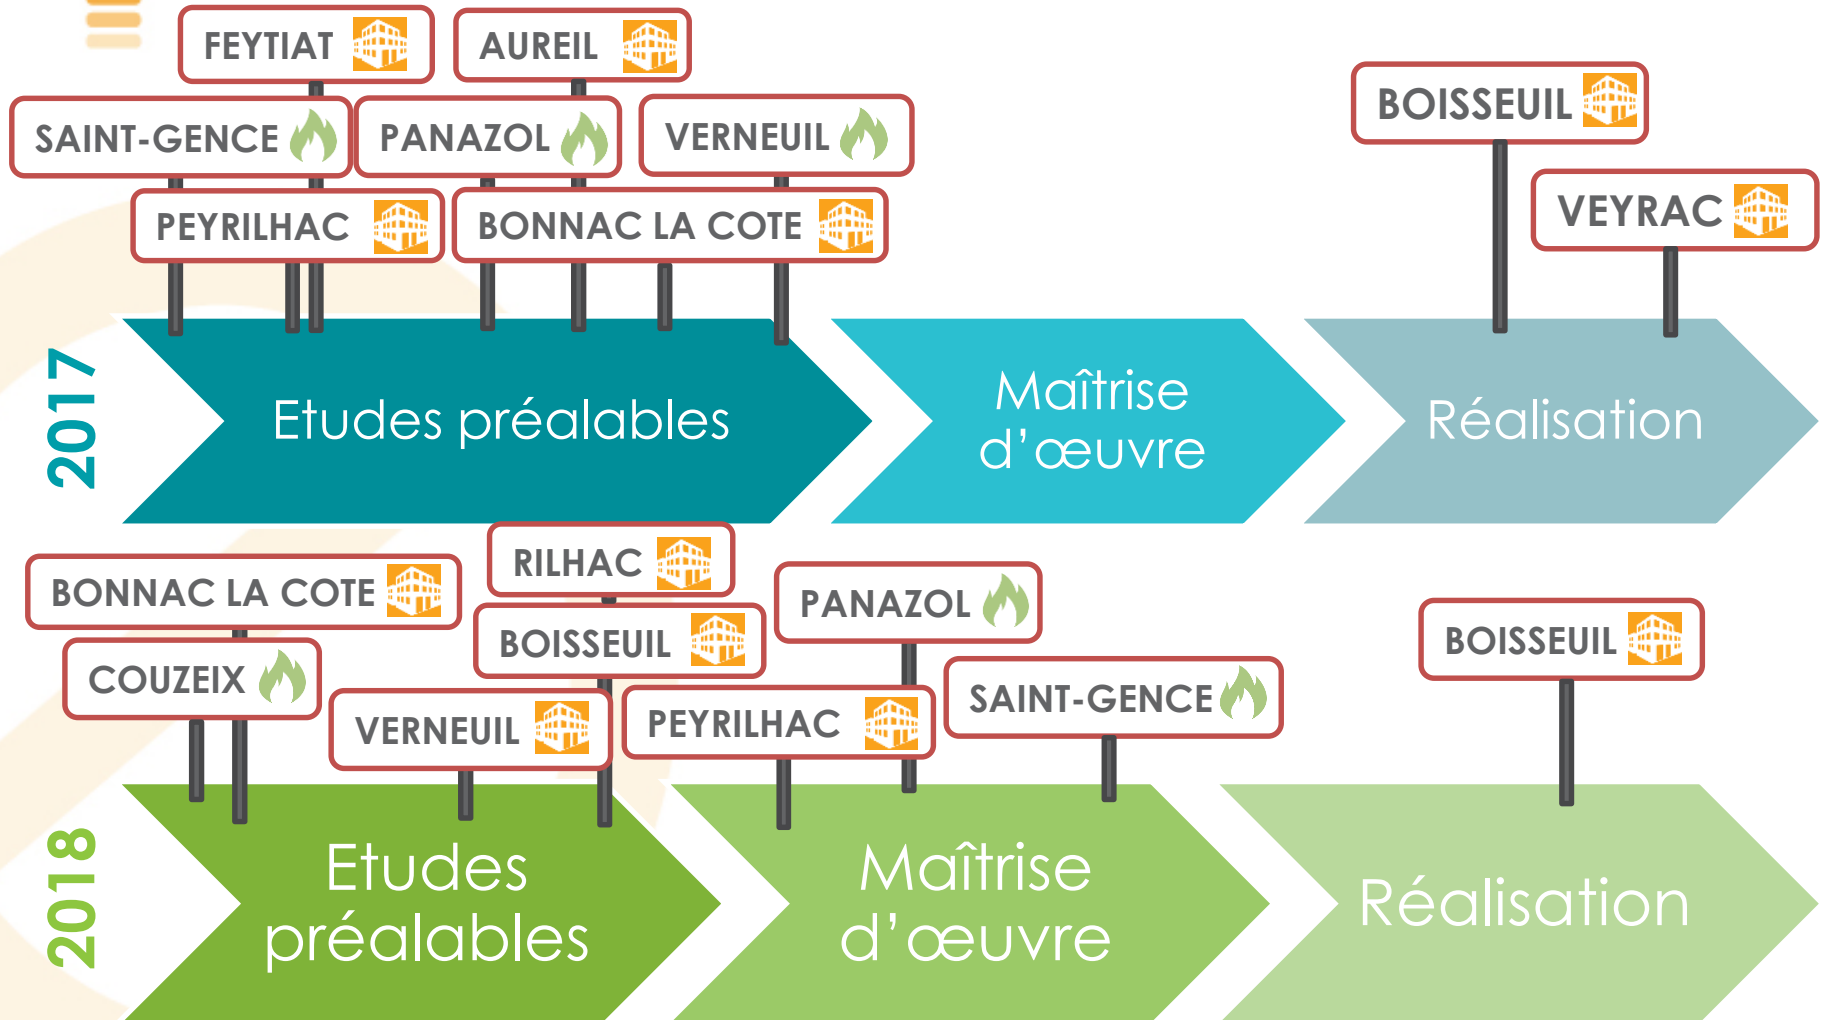 FEYTIAT
AUREIL
SAINT-GENCE
PANAZOL
VERNEUIL
PEYRILHAC
BONNAC LA COTE
BOISSEUIL
VEYRAC
2017
Etudes préalables
Maîtrise
d'œuvre
Réalisation
BONNAC LA COTE
RILHAC
COUZEIX
BOISSEUIL
VERNEUIL
PANAZOL
PEYRILHAC
SAINT-GENCE
BOISSEUIL
2018
Etudes
préalables
Maîtrise
d'œuvre
Réalisation